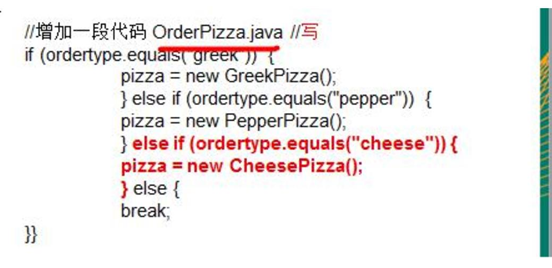 //增加一段代码 OrderPizza.java //写
if (ordertype.equals("greek")) {
pizza = new GreekPizza();
} else if (ordertype.equals("pepper")) {
pizza = new PepperPizza();
} else if (ordertype.equals("cheese")) {
pizza = new CheesePizza();
} else {
break;
}}